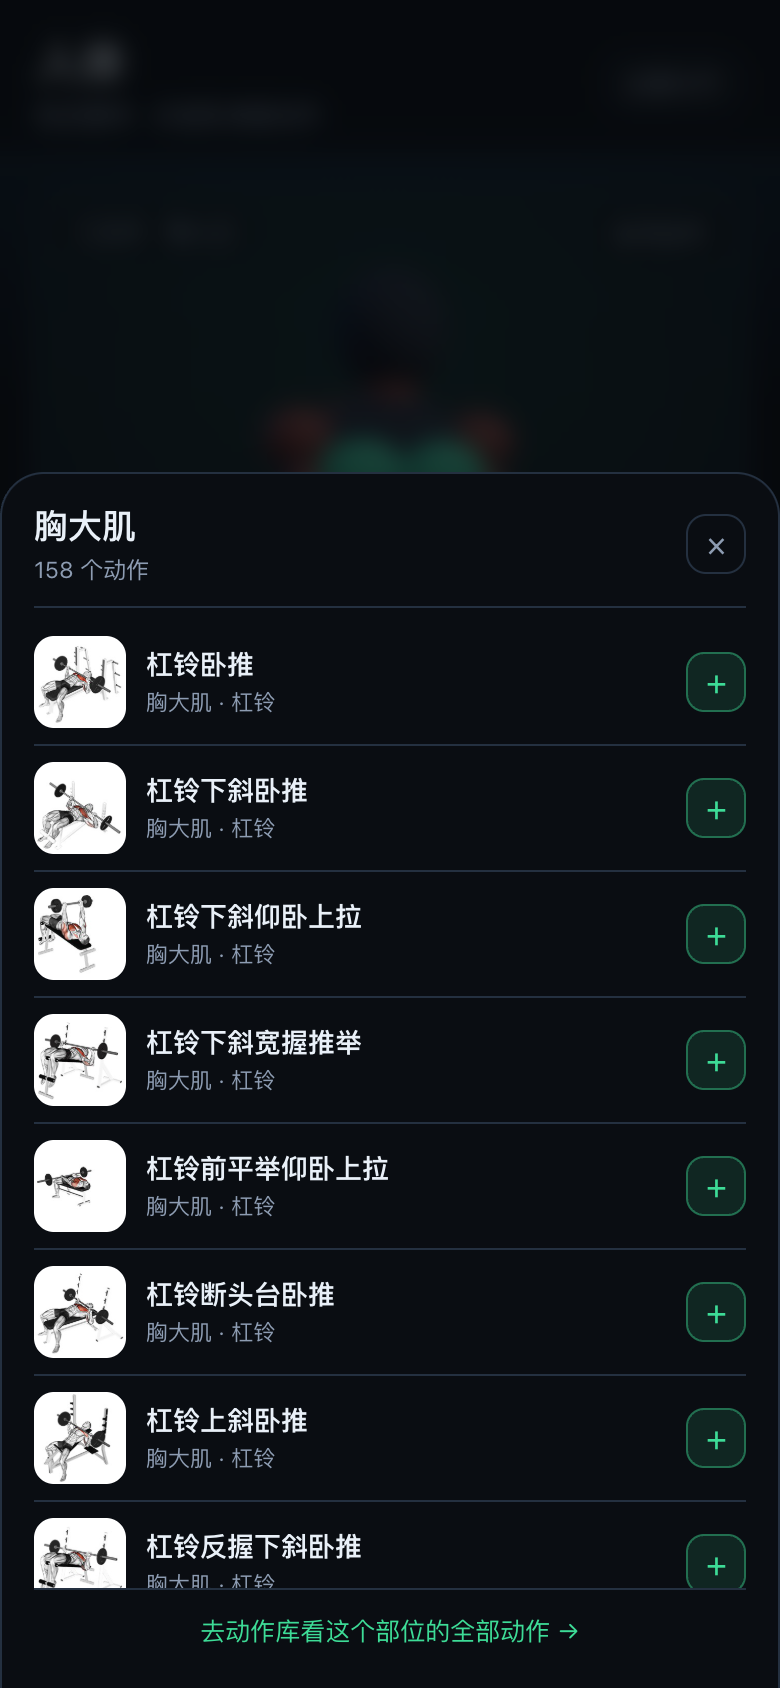 胸大肌
158 个动作
×
杠铃卧推
胸大肌 · 杠铃
+
杠铃下斜卧推
胸大肌 · 杠铃
+
杠铃下斜仰卧上拉
胸大肌 · 杠铃
+
杠铃下斜宽握推举
胸大肌 · 杠铃
+
杠铃前平举仰卧上拉
胸大肌 · 杠铃
+
杠铃断头台卧推
胸大肌 · 杠铃
+
杠铃上斜卧推
胸大肌 · 杠铃
+
杠铃反握下斜卧推
胸大肌 · 杠铃
+
去动作库看这个部位的全部动作 →